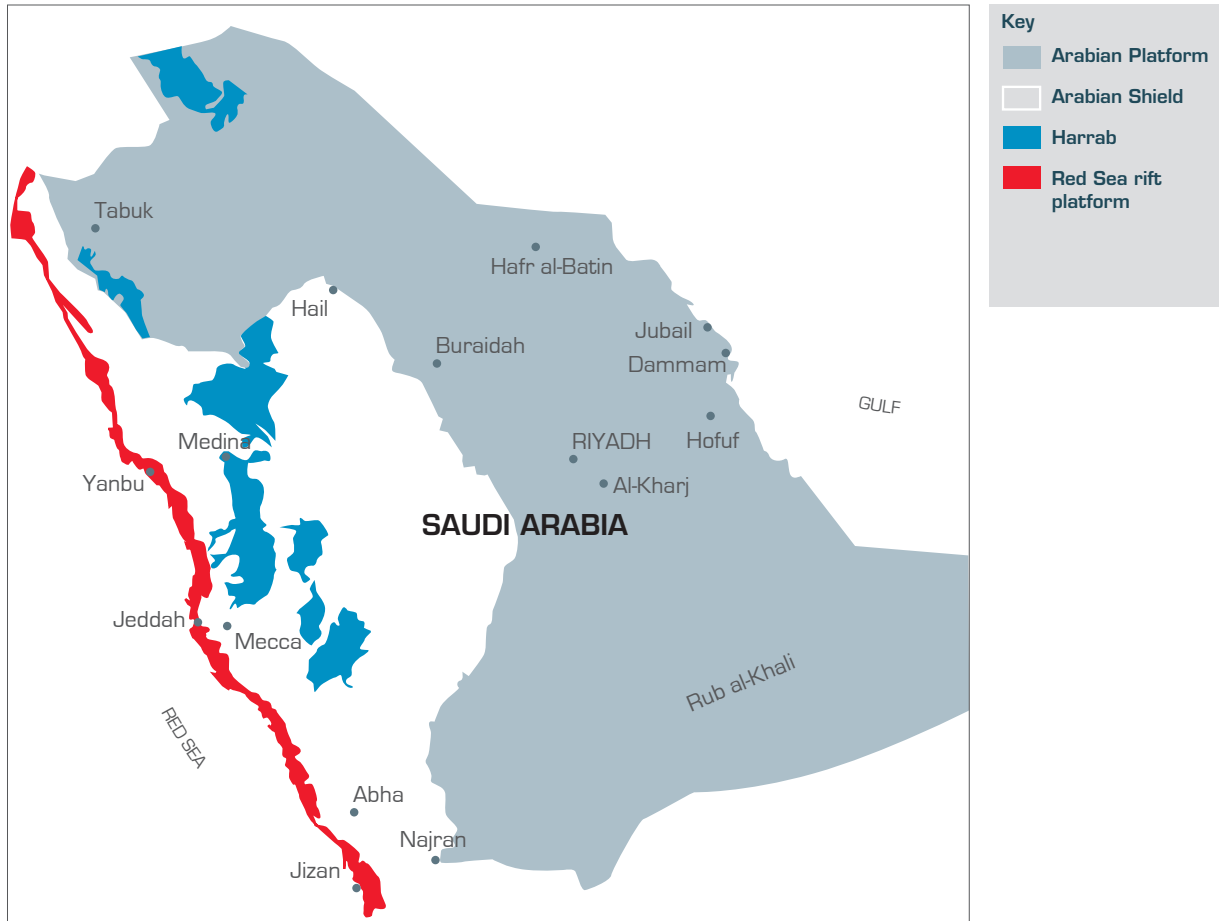 Key
Arabian Platform
Arabian Shield
Harrab
Red Sea rift
platform
Tabuk
Hafr al-Batin
Hail
Jubail
Buraidah
Dammam
GULF
Medina
RIYADH
Hofuf
Yanbu
Al-Kharj
SAUDI ARABIA
Jeddah
Mecca
Rub al-Khali
RED SEA
Abha
Najran
Jizan